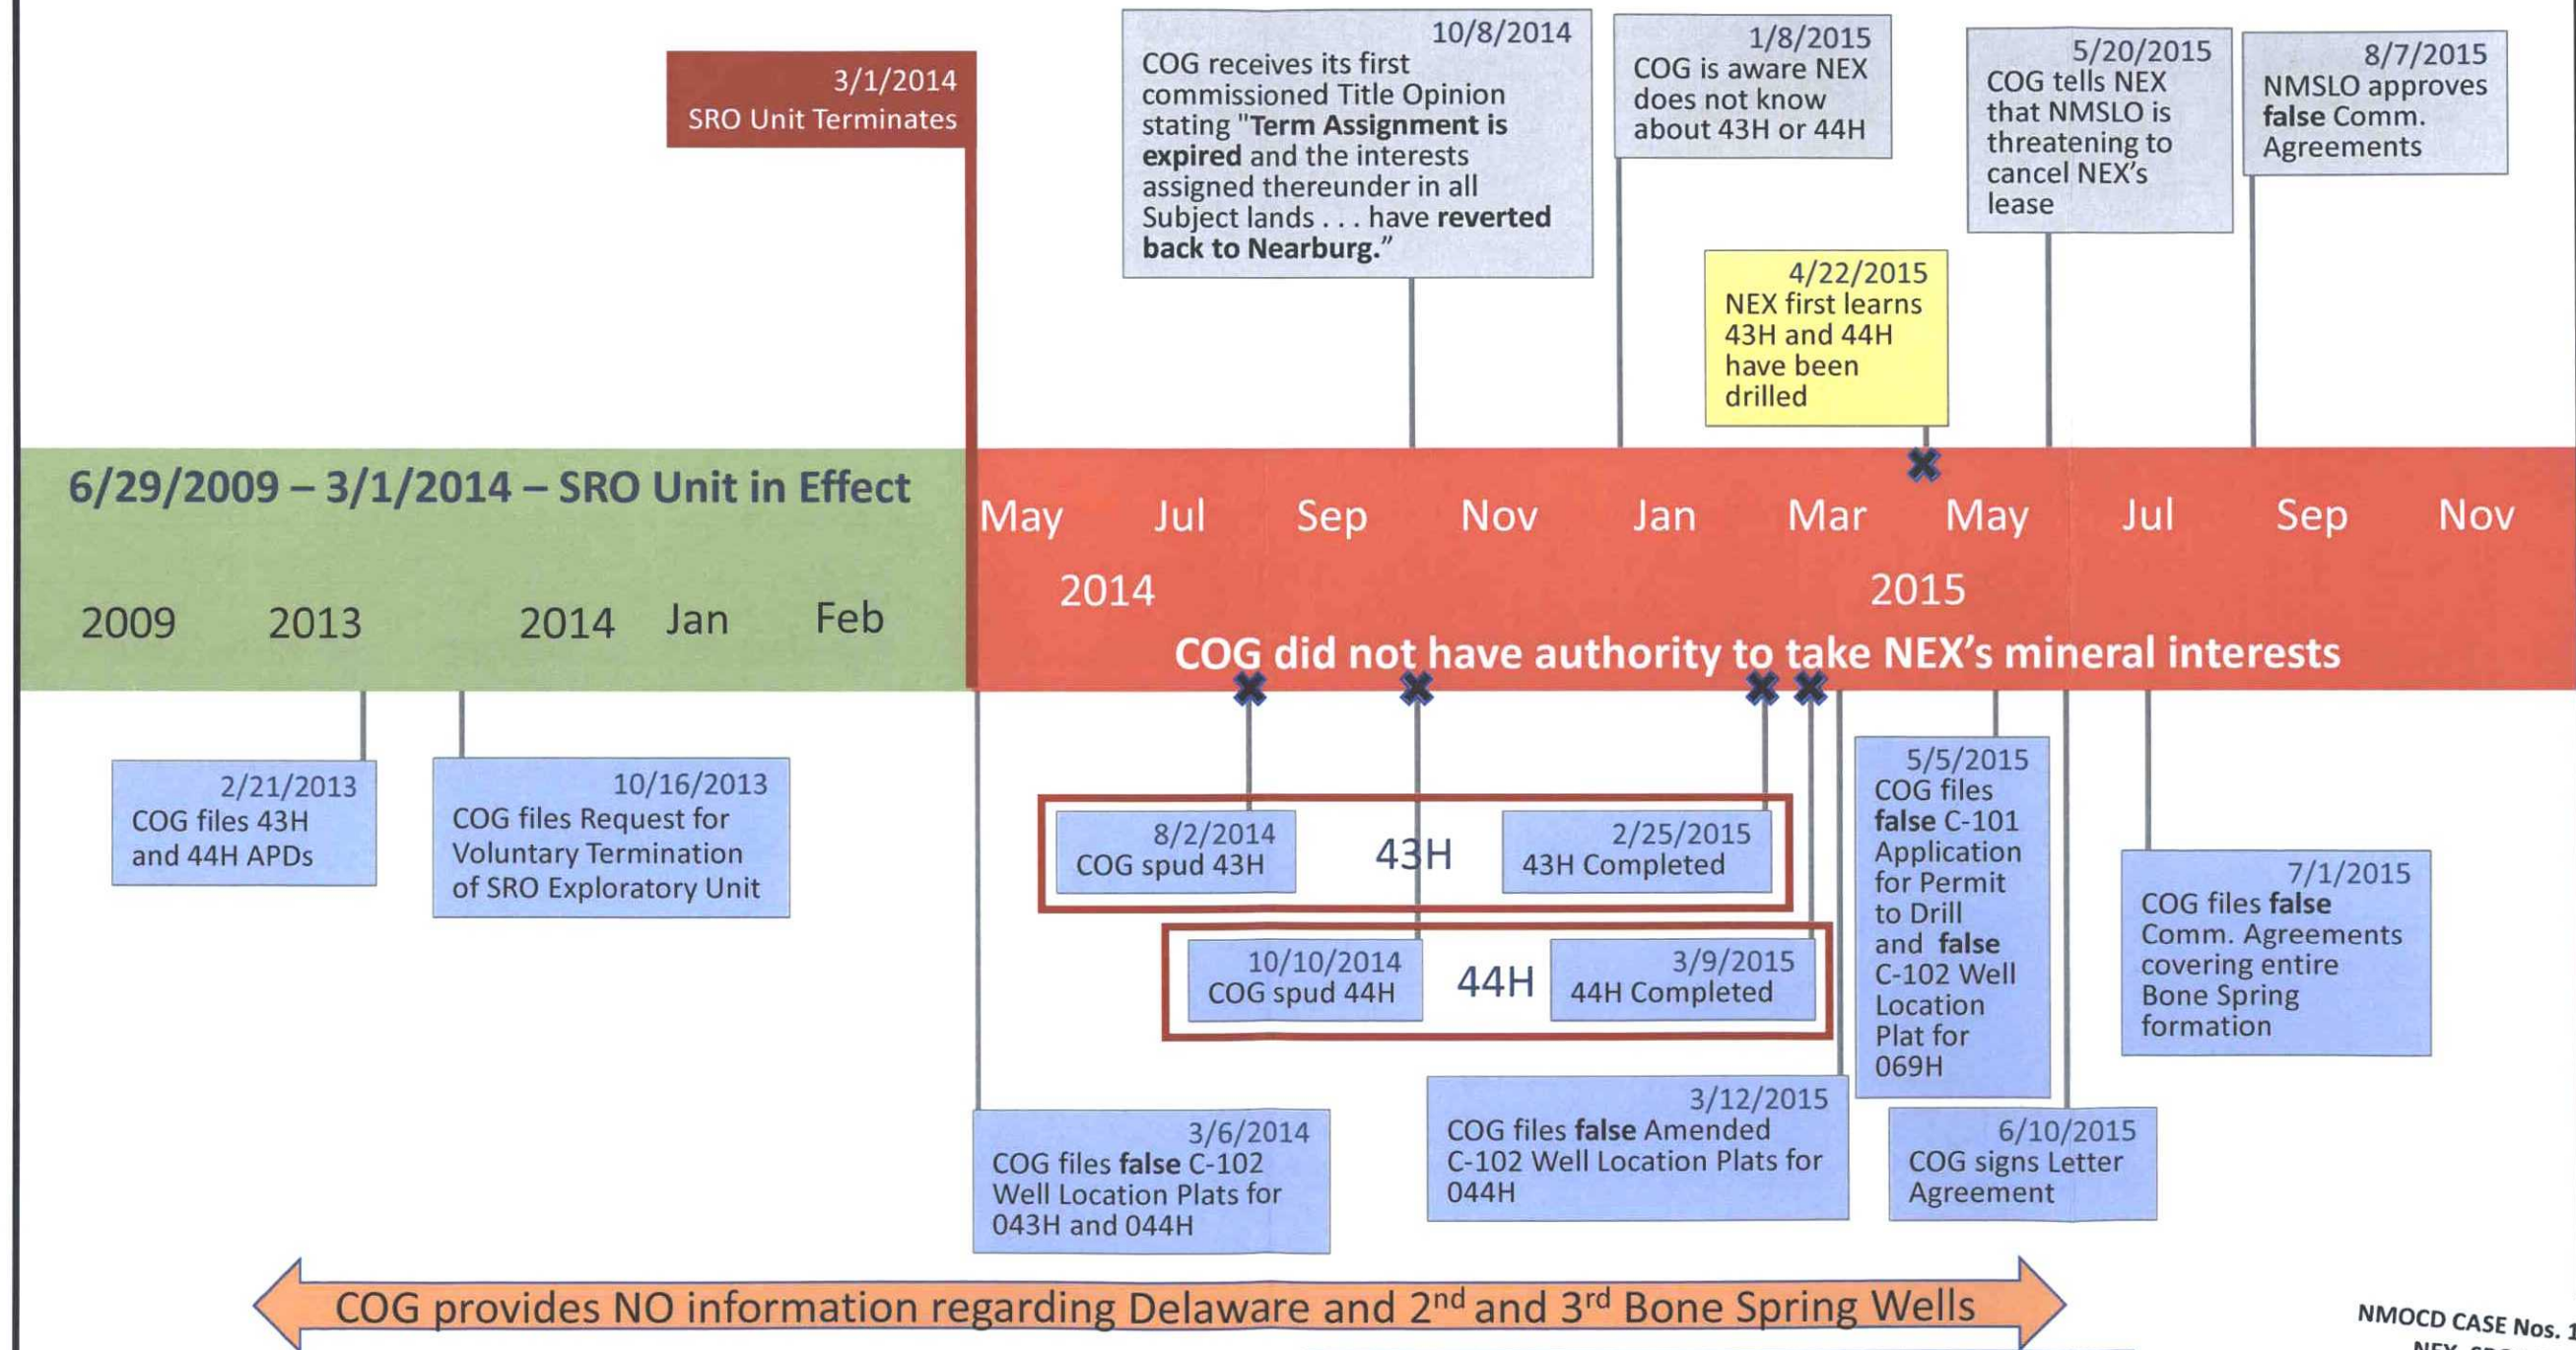 3/1/2014
SRO Unit Terminates
10/8/2014
COG receives its first
commissioned Title Opinion
stating "Term Assignment is
expired and the interests
assigned thereunder in all
Subject lands . . . have reverted
back to Nearburg.”
1/8/2015
COG is aware NEX
does not know
about 43H or 44H
4/22/2015
NEX first learns
43H and 44H
have been
drilled
5/20/2015
COG tells NEX
that NMSLO is
threatening to
cancel NEX’s
lease
8/7/2015
NMSLO approves
false Comm.
Agreements
6/29/2009 – 3/1/2014 – SRO Unit in Effect
2009 2013 2014 Jan Feb
May Jul Sep Nov Jan Mar May Jul Sep Nov
2014 2015
COG did not have authority to take NEX’s mineral interests
2/21/2013
COG files 43H
and 44H APDs
10/16/2013
COG files Request for
Voluntary Termination
of SRO Exploratory Unit
8/2/2014
COG spud 43H
43H
2/25/2015
43H Completed
10/10/2014
COG spud 44H
44H
3/9/2015
44H Completed
3/6/2014
COG files false C-102
Well Location Plats for
043H and 044H
3/12/2015
COG files false Amended
C-102 Well Location Plats for
044H
5/5/2015
COG files
false C-101
Application
for Permit
to Drill
and false
C-102 Well
Location
Plat for
069H
6/10/2015
COG signs Letter
Agreement
7/1/2015
COG files false
Comm. Agreements
covering entire
Bone Spring
formation
COG provides NO information regarding Delaware and 2nd and 3rd Bone Spring Wells
NMOCD CASE Nos. 1